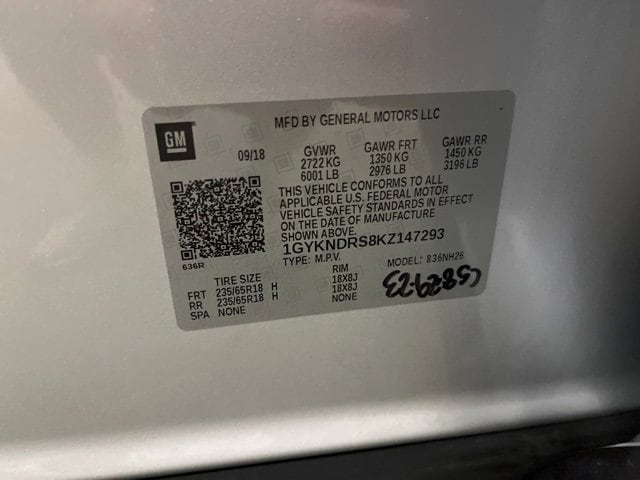 GM
MFD BY GENERAL MOTORS LLC
09/18 GVWR GAWR FRT GAWR RR
2722 KG 1350 KG 1450 KG
6001 LB 2976 LB 3196 LB
THIS VEHICLE CONFORMS TO ALL
APPLICABLE U.S. FEDERAL MOTOR
VEHICLE SAFETY STANDARDS IN EFFECT
ON THE DATE OF MANUFACTURE
SHOWN ABOVE.
1GYKNDRS8KZ147293
636R
TYPE: M.P.V. MODEL: 836NH26
TIRE SIZE RIM
FRT 235/65R18 H 18X8J
RR 235/65R18 H 18X8J
SPA NONE NONE